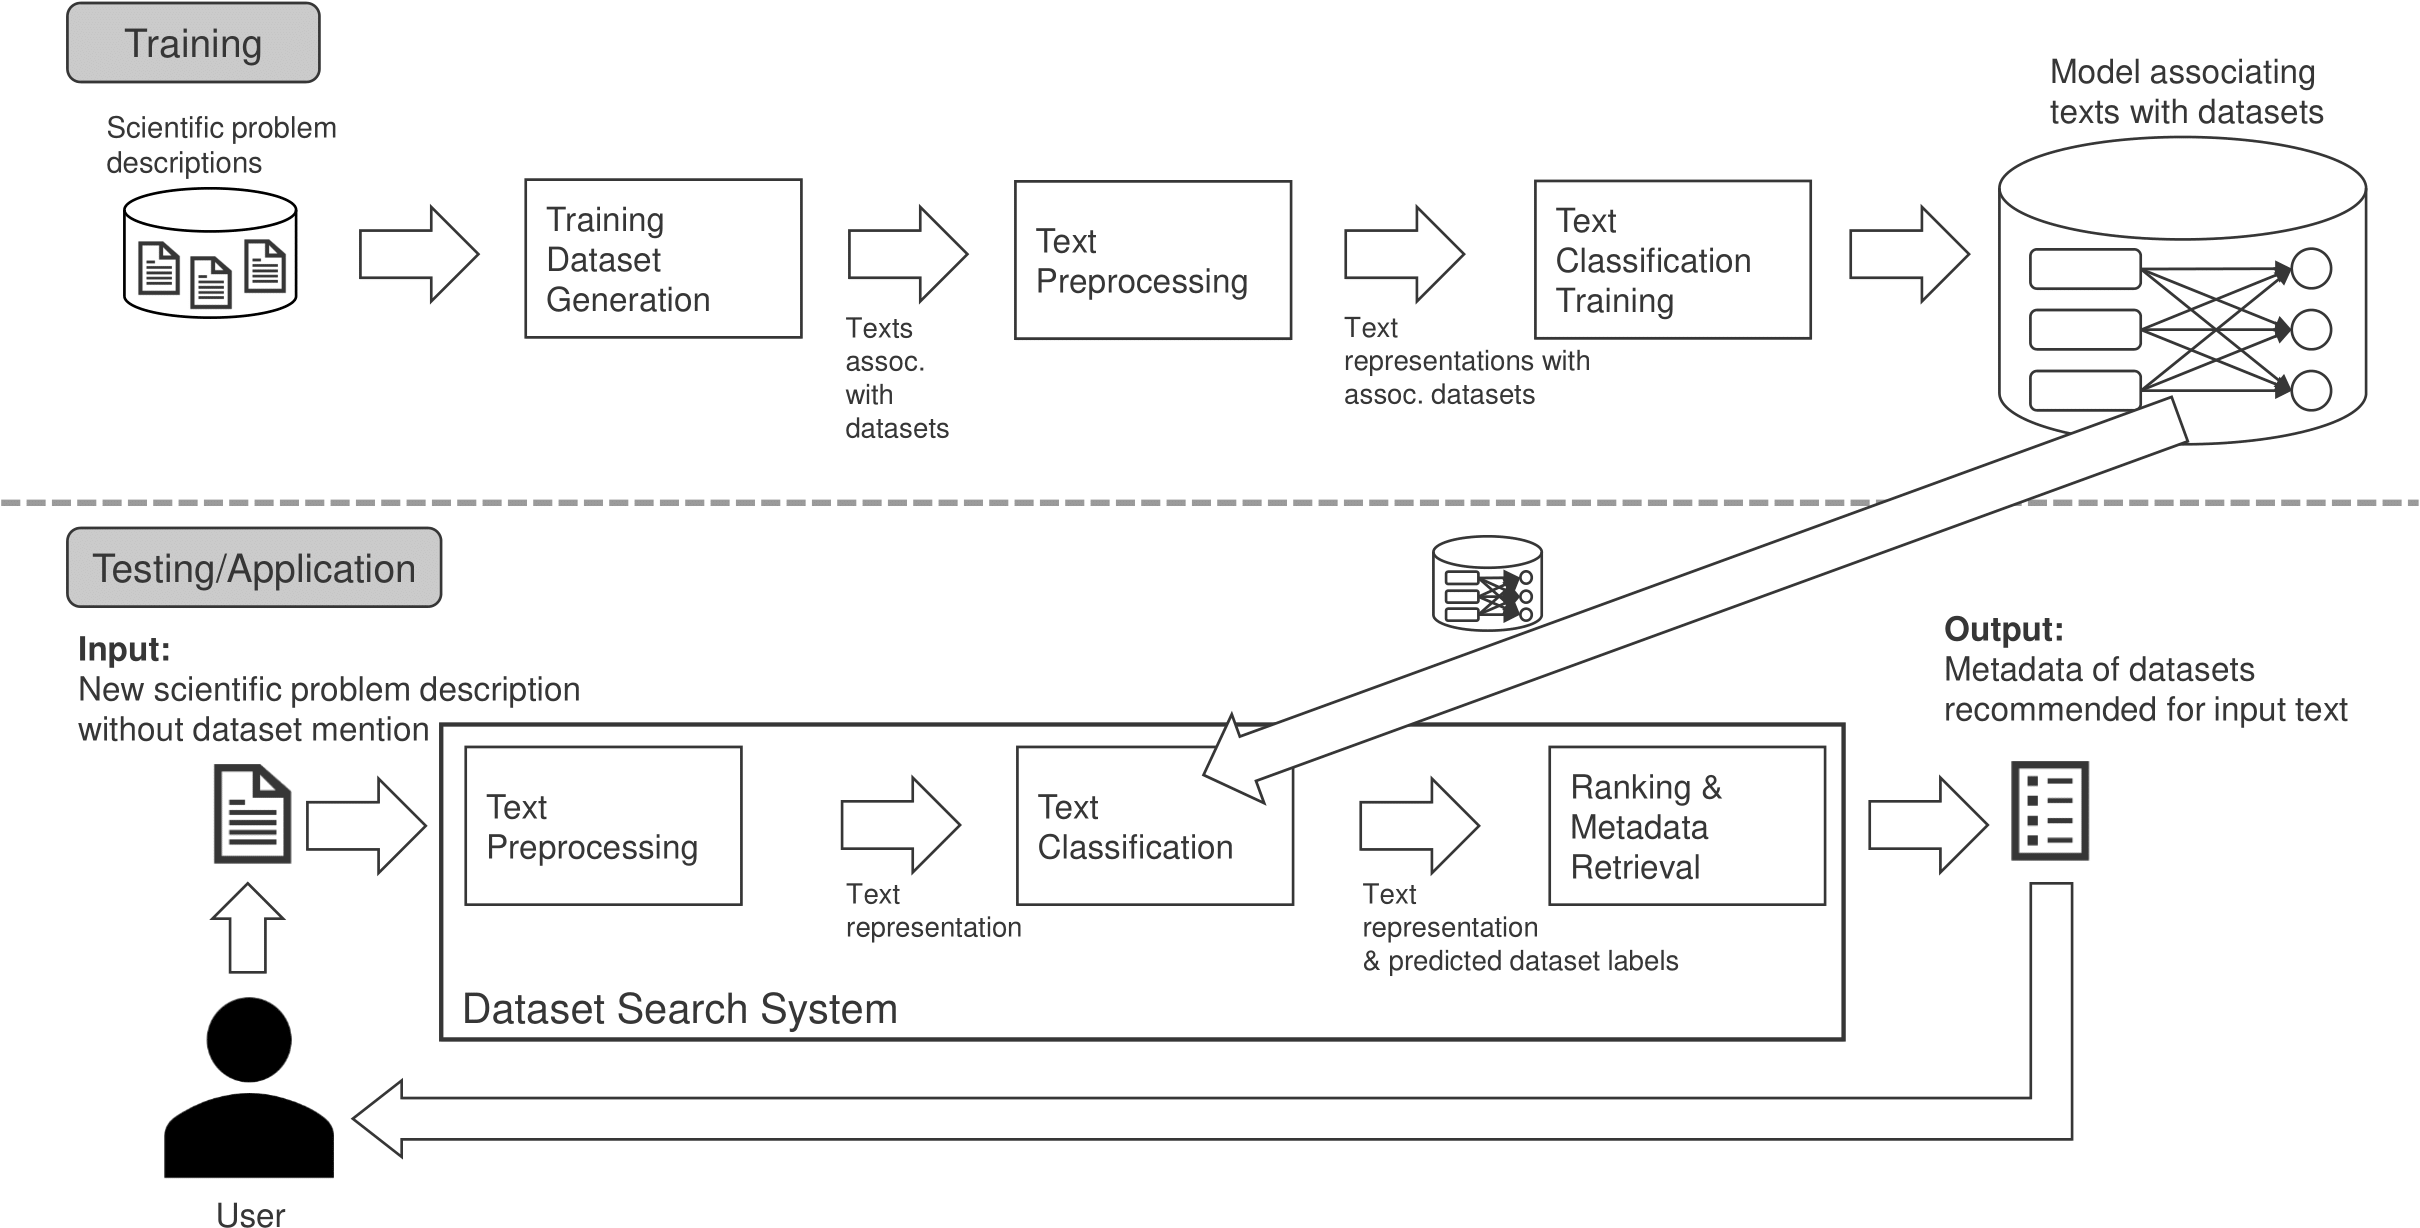 Training
Scientific problem
descriptions
Training
Dataset
Generation
Texts
assoc.
with
datasets
Text
Preprocessing
Text
representations with
assoc. datasets
Text
Classification
Training
Model associating
texts with datasets
Testing/Application
Input:
New scientific problem description
without dataset mention
Text
Preprocessing
Text
representation
Text
Classification
Text
representation
& predicted dataset labels
Ranking &
Metadata
Retrieval
Dataset Search System
Output:
Metadata of datasets
recommended for input text
User